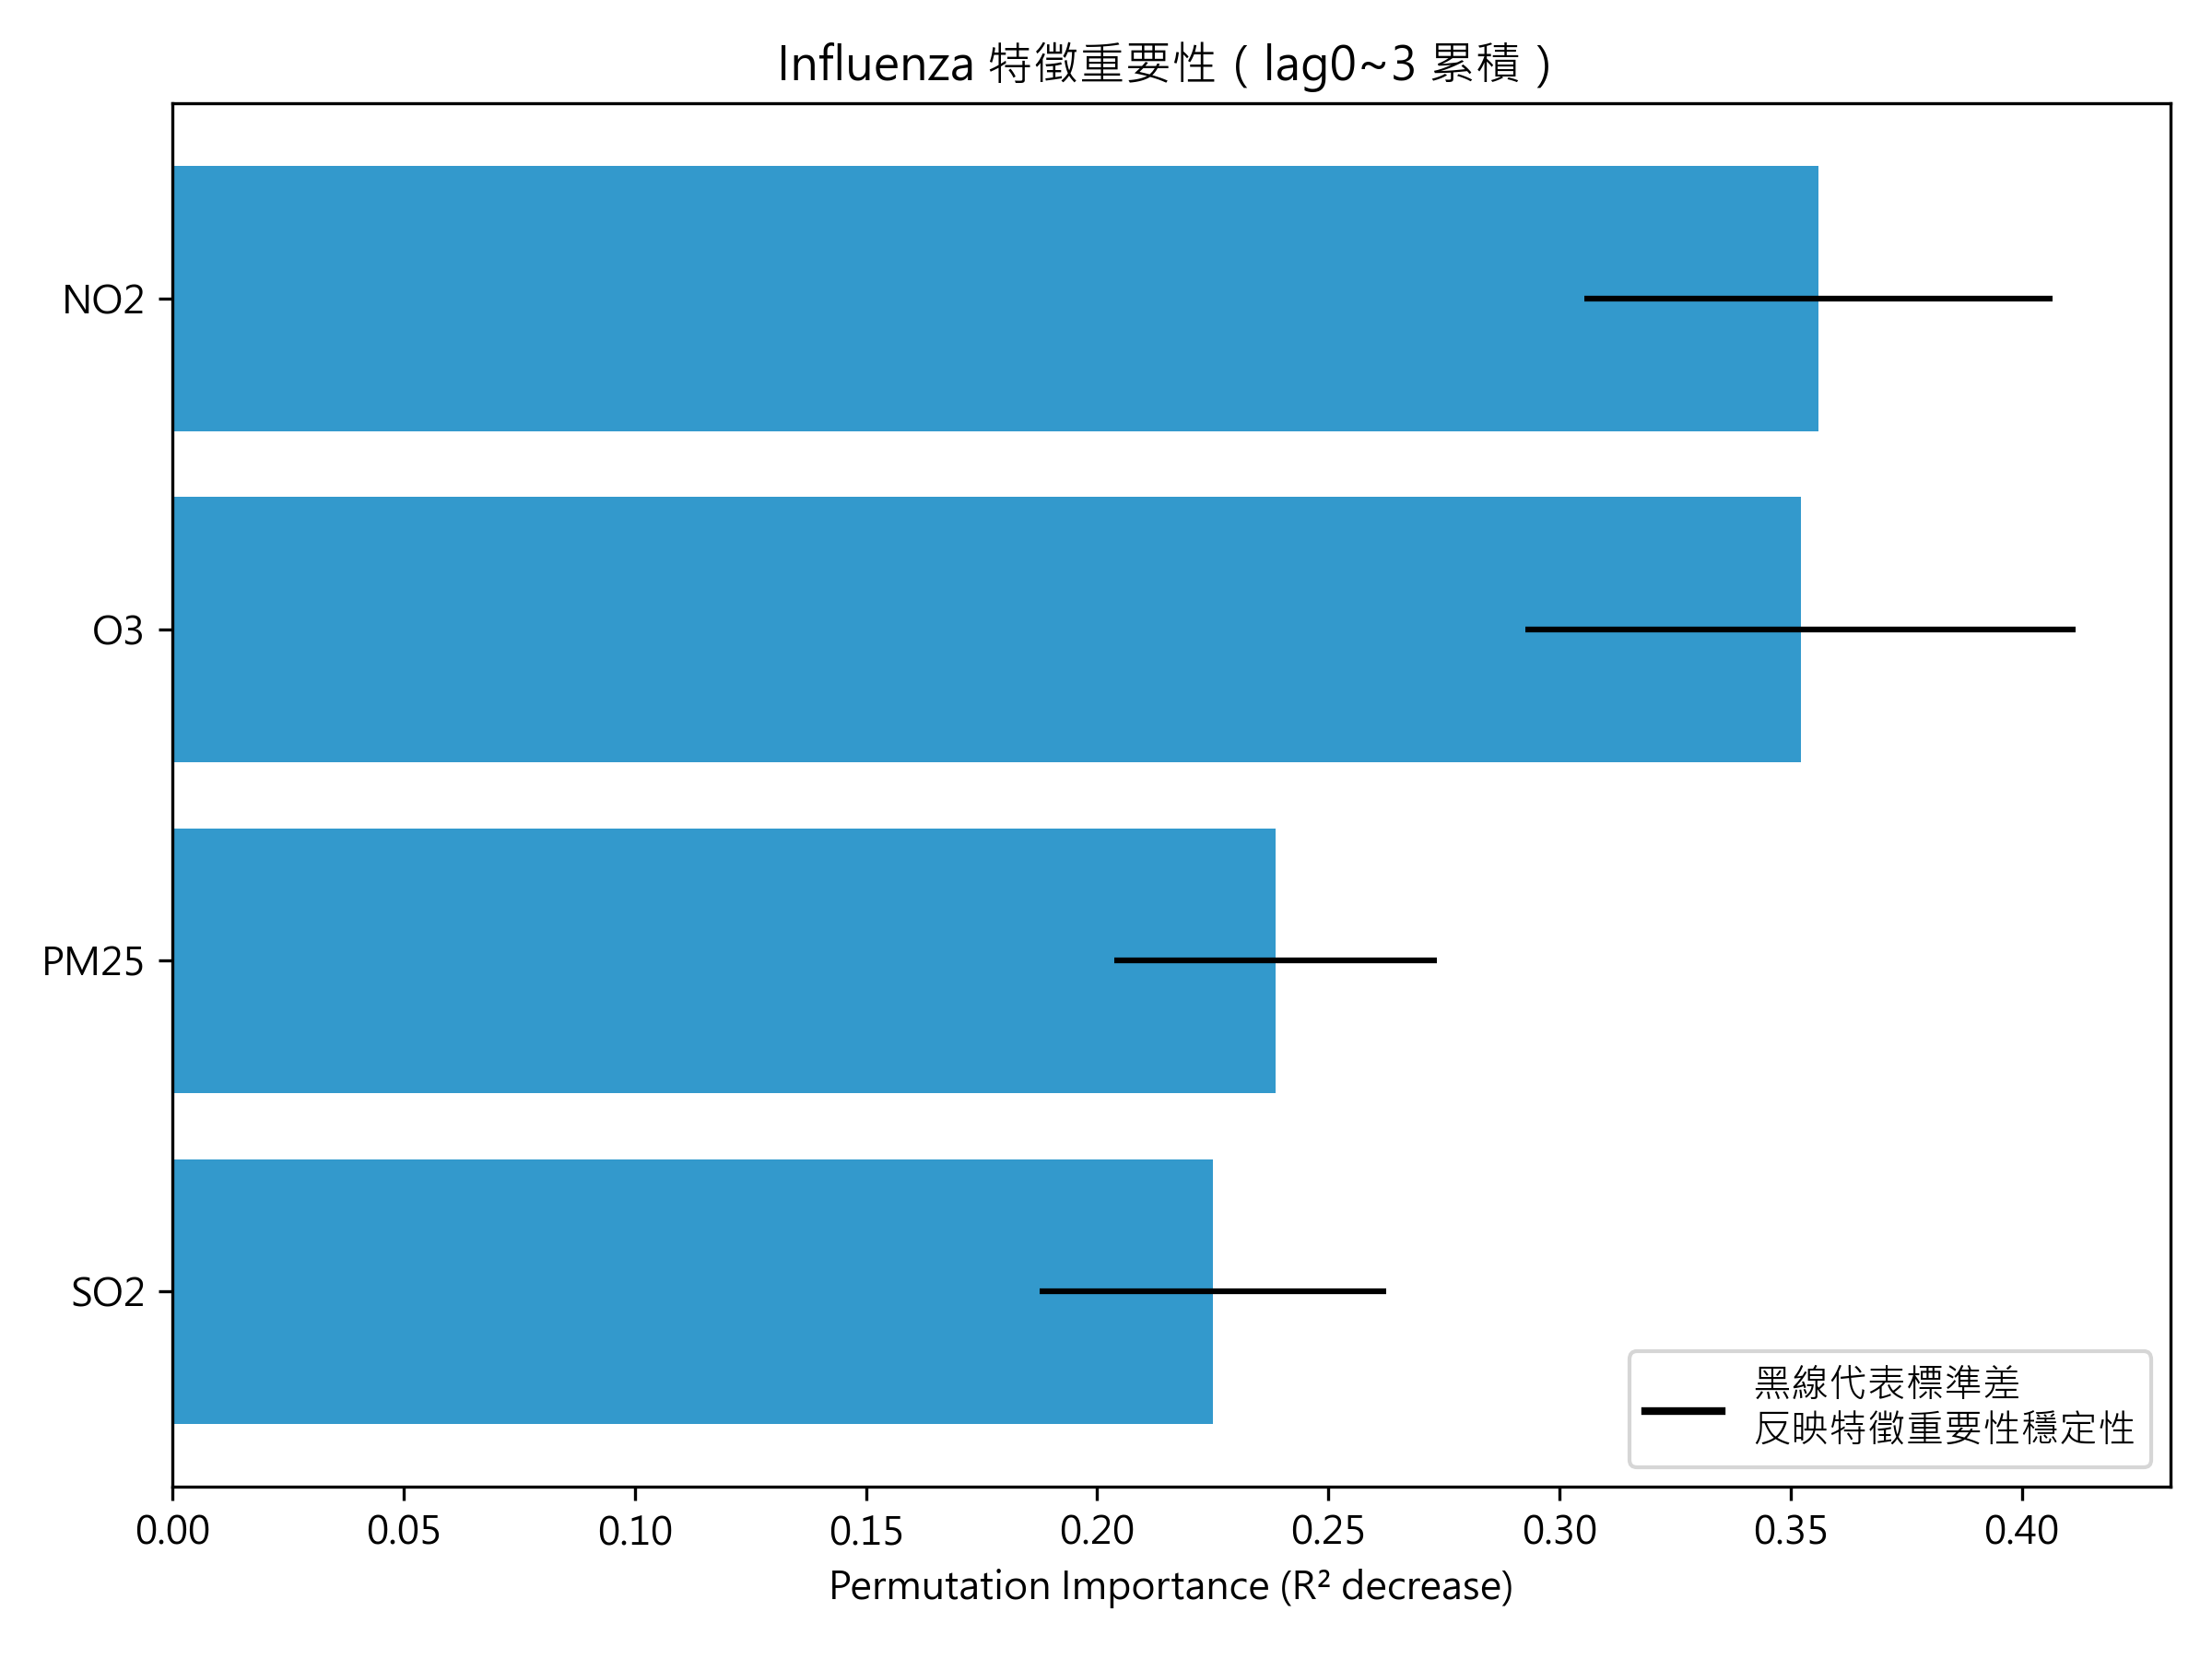 Influenza 特徵重要性（lag0~3 累積）
NO2
O3
PM25
SO2
黑線代表標準差
反映特徵重要性穩定性
0.00 0.05 0.10 0.15 0.20 0.25 0.30 0.35 0.40
Permutation Importance (R² decrease)